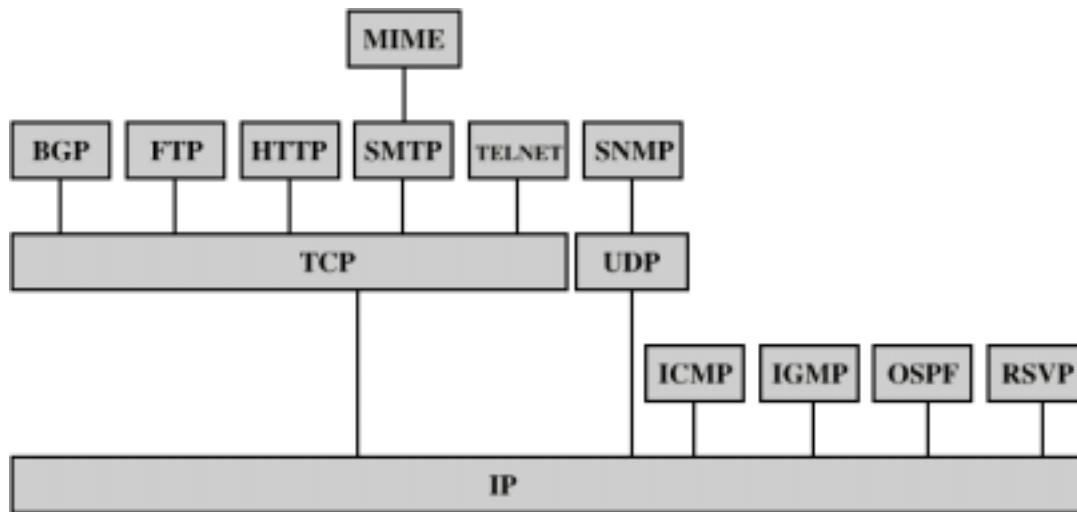 MIME
BGP FTP HTTP SMTP TELNET SNMP
TCP UDP
ICMP IGMP OSPF RSVP
IP